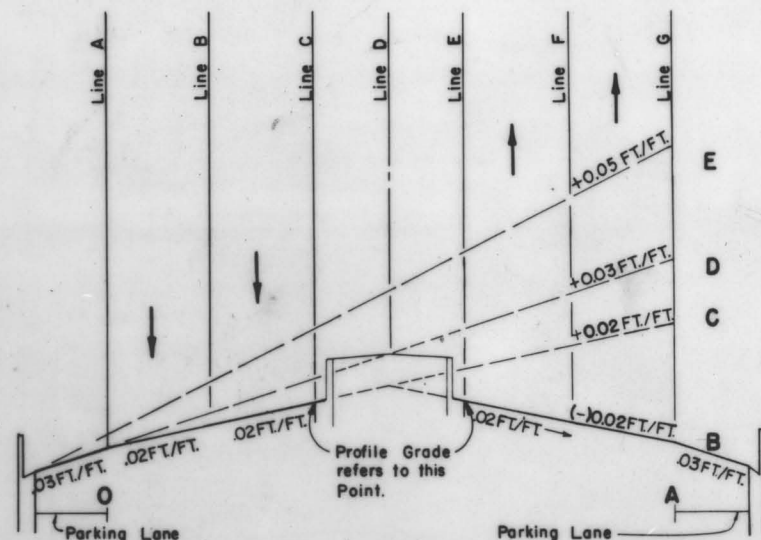 Line A
Line B
Line C
Line D
Line E
Line F
Line G
+0.05 FT./FT.
E
+0.03 FT./FT.
D
+0.02 FT./FT.
C
(-)0.02 FT./FT.
B
.03 FT./FT.
.02 FT./FT.
.02 FT./FT.
.02 FT./FT.
.03 FT./FT.
Profile Grade
refers to this
Point.
O
A
Parking Lane
Parking Lane